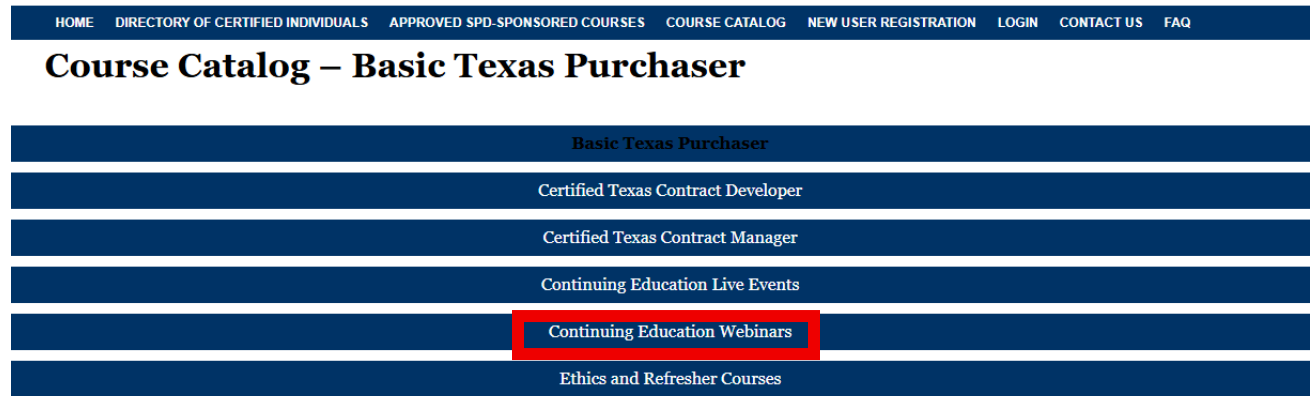 HOME DIRECTORY OF CERTIFIED INDIVIDUALS APPROVED SPD-SPONSORED COURSES COURSE CATALOG NEW USER REGISTRATION LOGIN CONTACT US FAQ
Course Catalog – Basic Texas Purchaser
Basic Texas Purchaser
Certified Texas Contract Developer
Certified Texas Contract Manager
Continuing Education Live Events
Continuing Education Webinars
Ethics and Refresher Courses